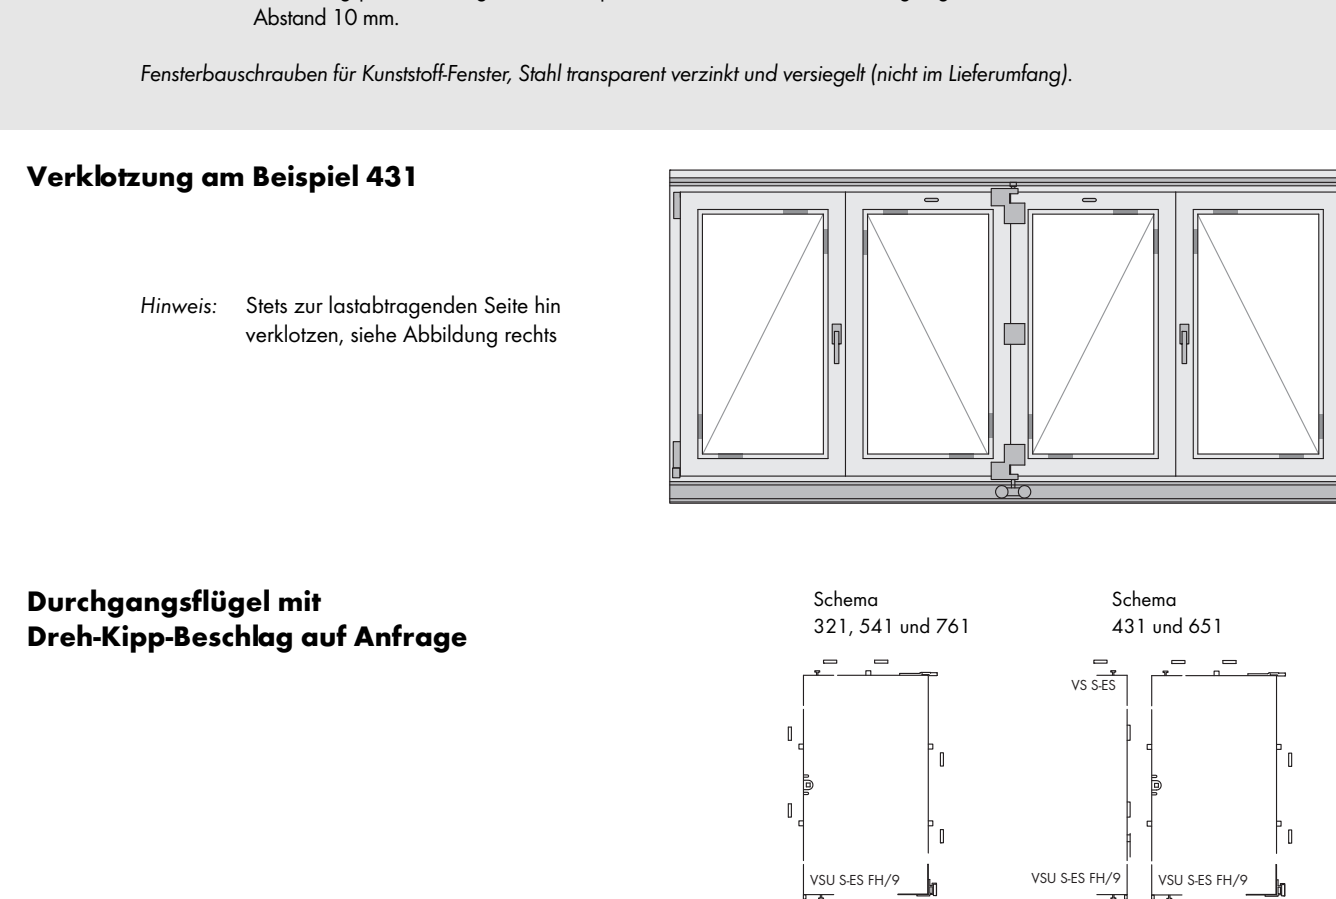 Abstand 10 mm.
Fensterbauschrauben für Kunststoff-Fenster, Stahl transparent verzinkt und versiegelt (nicht im Lieferumfang).
Verklotzung am Beispiel 431
Hinweis: Stets zur lastabtragenden Seite hin
verklotzen, siehe Abbildung rechts
Durchgangsflügel mit
Dreh-Kipp-Beschlag auf Anfrage
Schema
321, 541 und 761
Schema
431 und 651
VS S-ES
VSU S-ES FH/9
VSU S-ES FH/9
VSU S-ES FH/9